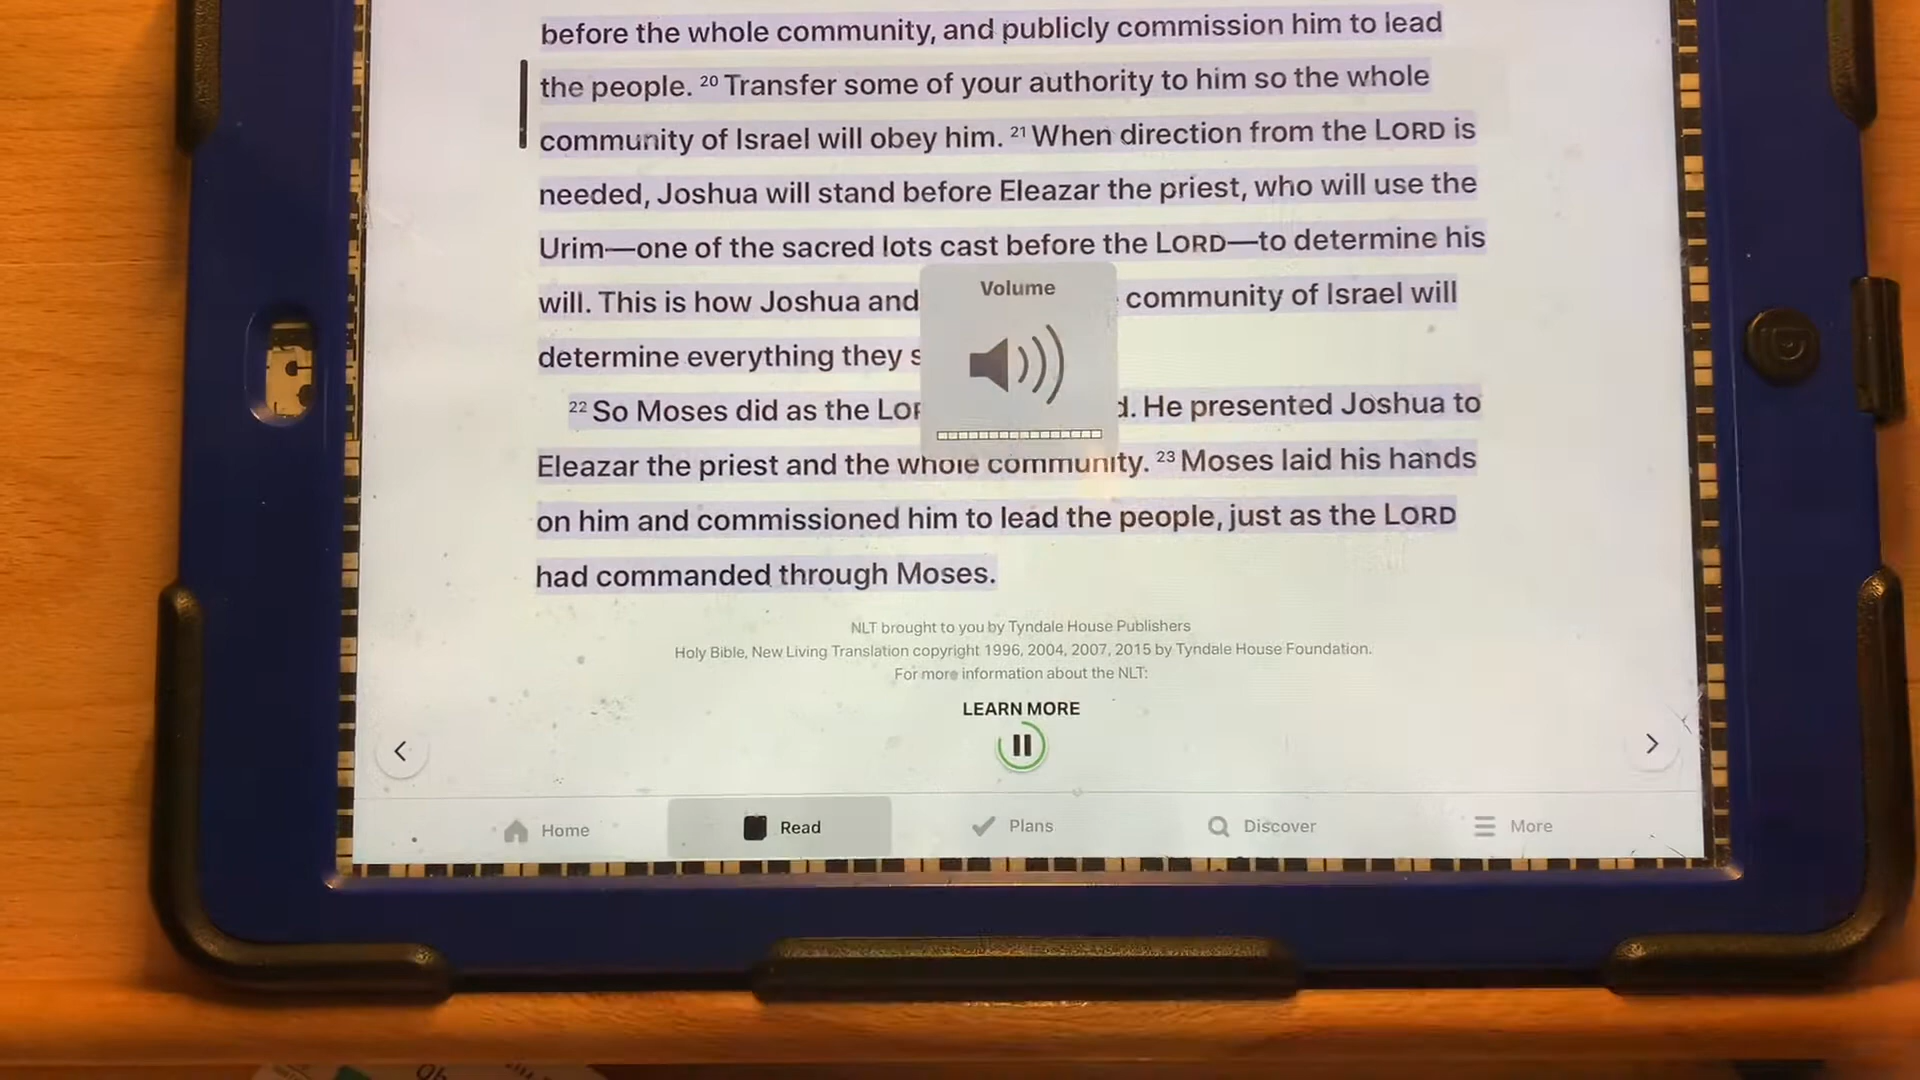 before the whole community, and publicly commission him to lead
the people. 20 Transfer some of your authority to him so the whole
community of Israel will obey him. 21 When direction from the LORD is
needed, Joshua will stand before Eleazar the priest, who will use the
Urim—one of the sacred lots cast before the LORD—to determine his
will. This is how Joshua and community of Israel will
determine everything they
Volume
22 So Moses did as the He presented Joshua to
Eleazar the priest and the whole community. 23 Moses laid his hands
on him and commissioned him to lead the people, just as the LORD
had commanded through Moses.
NLT brought to you by Tyndale House Publishers
Holy Bible, New Living Translation copyright 1996, 2004, 2007, 2015 by Tyndale House Foundation.
For more information about the NLT:
LEARN MORE
Home Read Plans Discover More